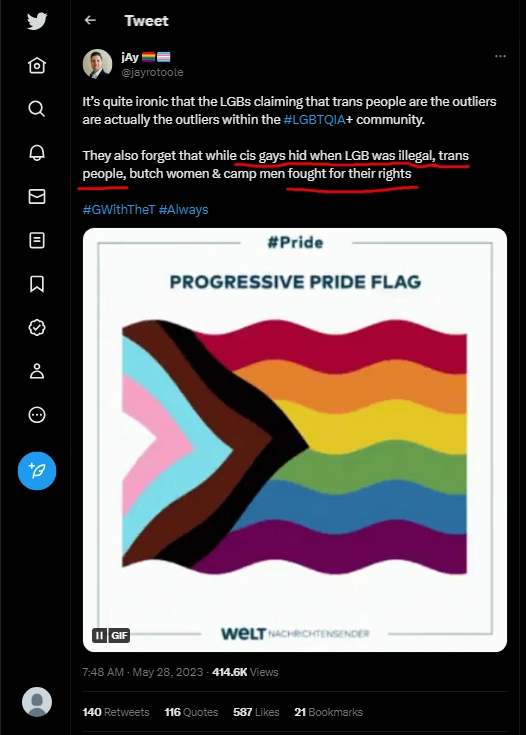 Tweet
jAy 🏳️‍🌈🏳️‍⚧️
@jayrotoole
It's quite ironic that the LGBs claiming that trans people are the outliers
are actually the outliers within the #LGBTQIA+ community.
They also forget that while cis gays hid when LGB was illegal, trans
people, butch women & camp men fought for their rights
#GWithTheT #Always
#Pride
PROGRESSIVE PRIDE FLAG
GIF
WELT NACHRICHTENSENDER
7:48 AM · May 28, 2023 · 414.6K Views
140 Retweets 116 Quotes 587 Likes 21 Bookmarks